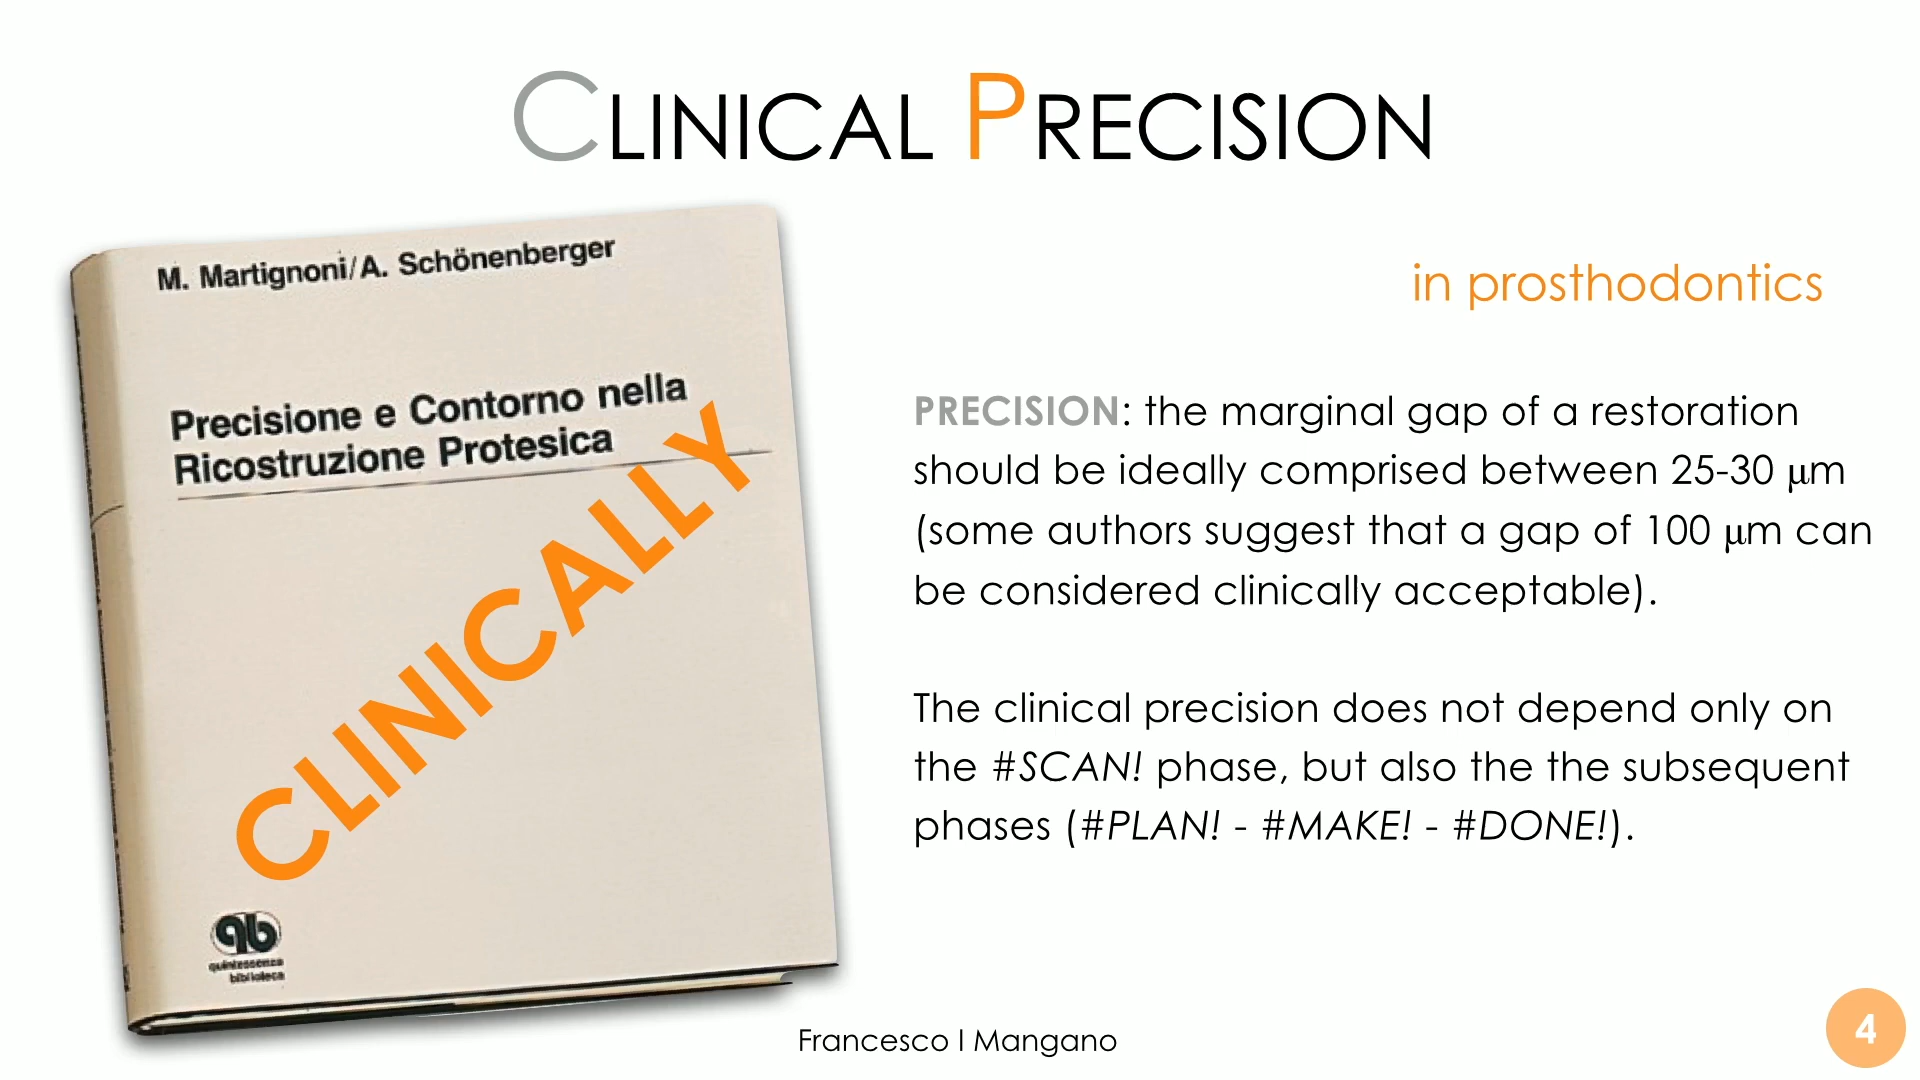 CLINICAL PRECISION
in prosthodontics
M. Martignoni/A. Schönenberger
Precisione e Contorno nella
Ricostruzione Protesica
CLINICALLY
qb
quintessenza
biblioteca
PRECISION: the marginal gap of a restoration
should be ideally comprised between 25-30 µm
(some authors suggest that a gap of 100 µm can
be considered clinically acceptable).
The clinical precision does not depend only on
the #SCAN! phase, but also the the subsequent
phases (#PLAN! - #MAKE! - #DONE!).
Francesco I Mangano
4